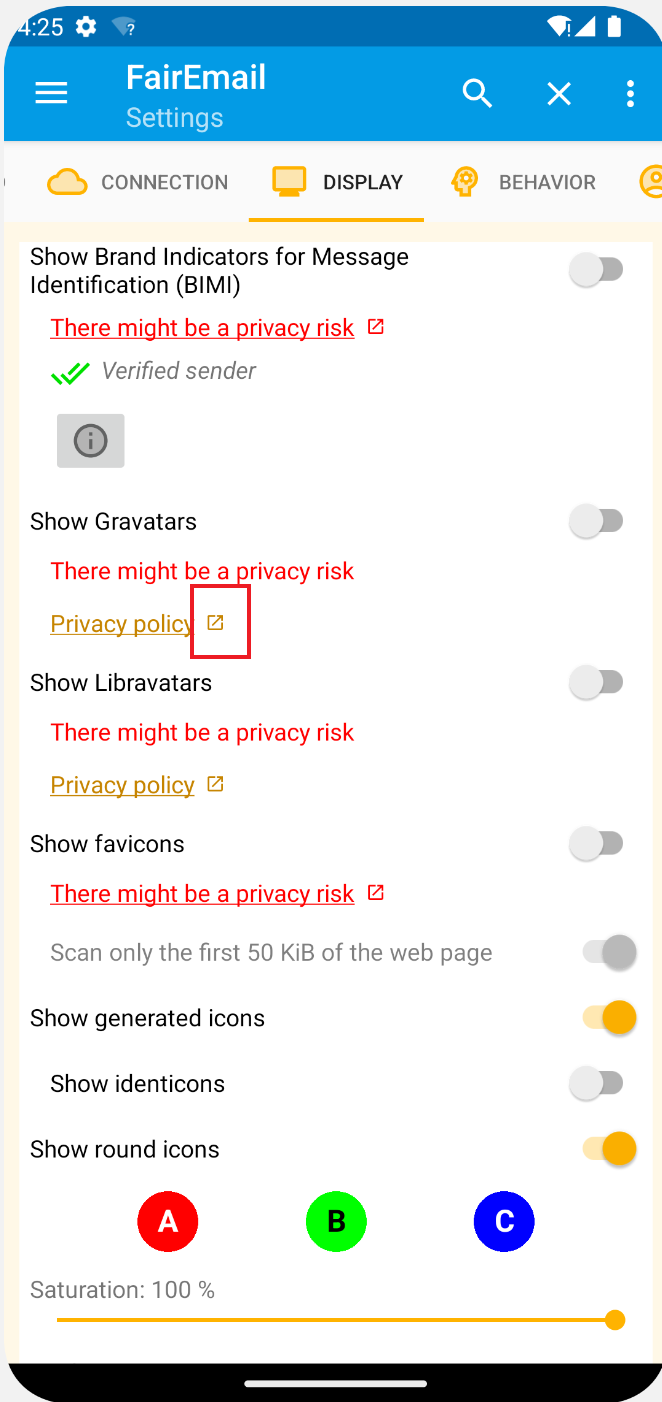 4:25
FairEmail
Settings
CONNECTION
DISPLAY
BEHAVIOR
Show Brand Indicators for Message
Identification (BIMI)
There might be a privacy risk
Verified sender
Show Gravatars
There might be a privacy risk
Privacy policy
Show Libravatars
There might be a privacy risk
Privacy policy
Show favicons
There might be a privacy risk
Scan only the first 50 KiB of the web page
Show generated icons
Show identicons
Show round icons
A B C
Saturation: 100 %